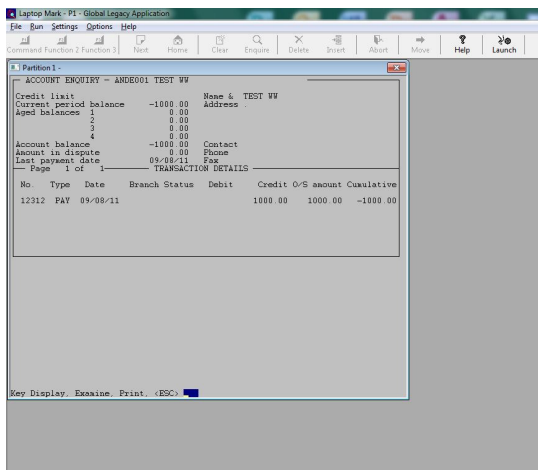 Laptop Mark - P1 - Global Legacy Application
File Run Settings Options Help
Command Function 2 Function 3 Next Home Clear Enquire Delete Insert Abort Move Help Launch
Partition 1 -
ACCOUNT ENQUIRY - ANDE001 TEST WW
Credit limit Name & TEST WW
Current period balance -1000.00 Address .
Aged balances 1 0.00
2 0.00
3 0.00
4 0.00
Account balance -1000.00 Contact
Amount in dispute 0.00 Phone
Last payment date 09/08/11 Fax
Page 1 of 1 TRANSACTION DETAILS
No. Type Date Branch Status Debit Credit O/S amount Cumulative
12312 PAY 09/08/11 1000.00 1000.00 -1000.00
Key Display, Examine, Print, <ESC>